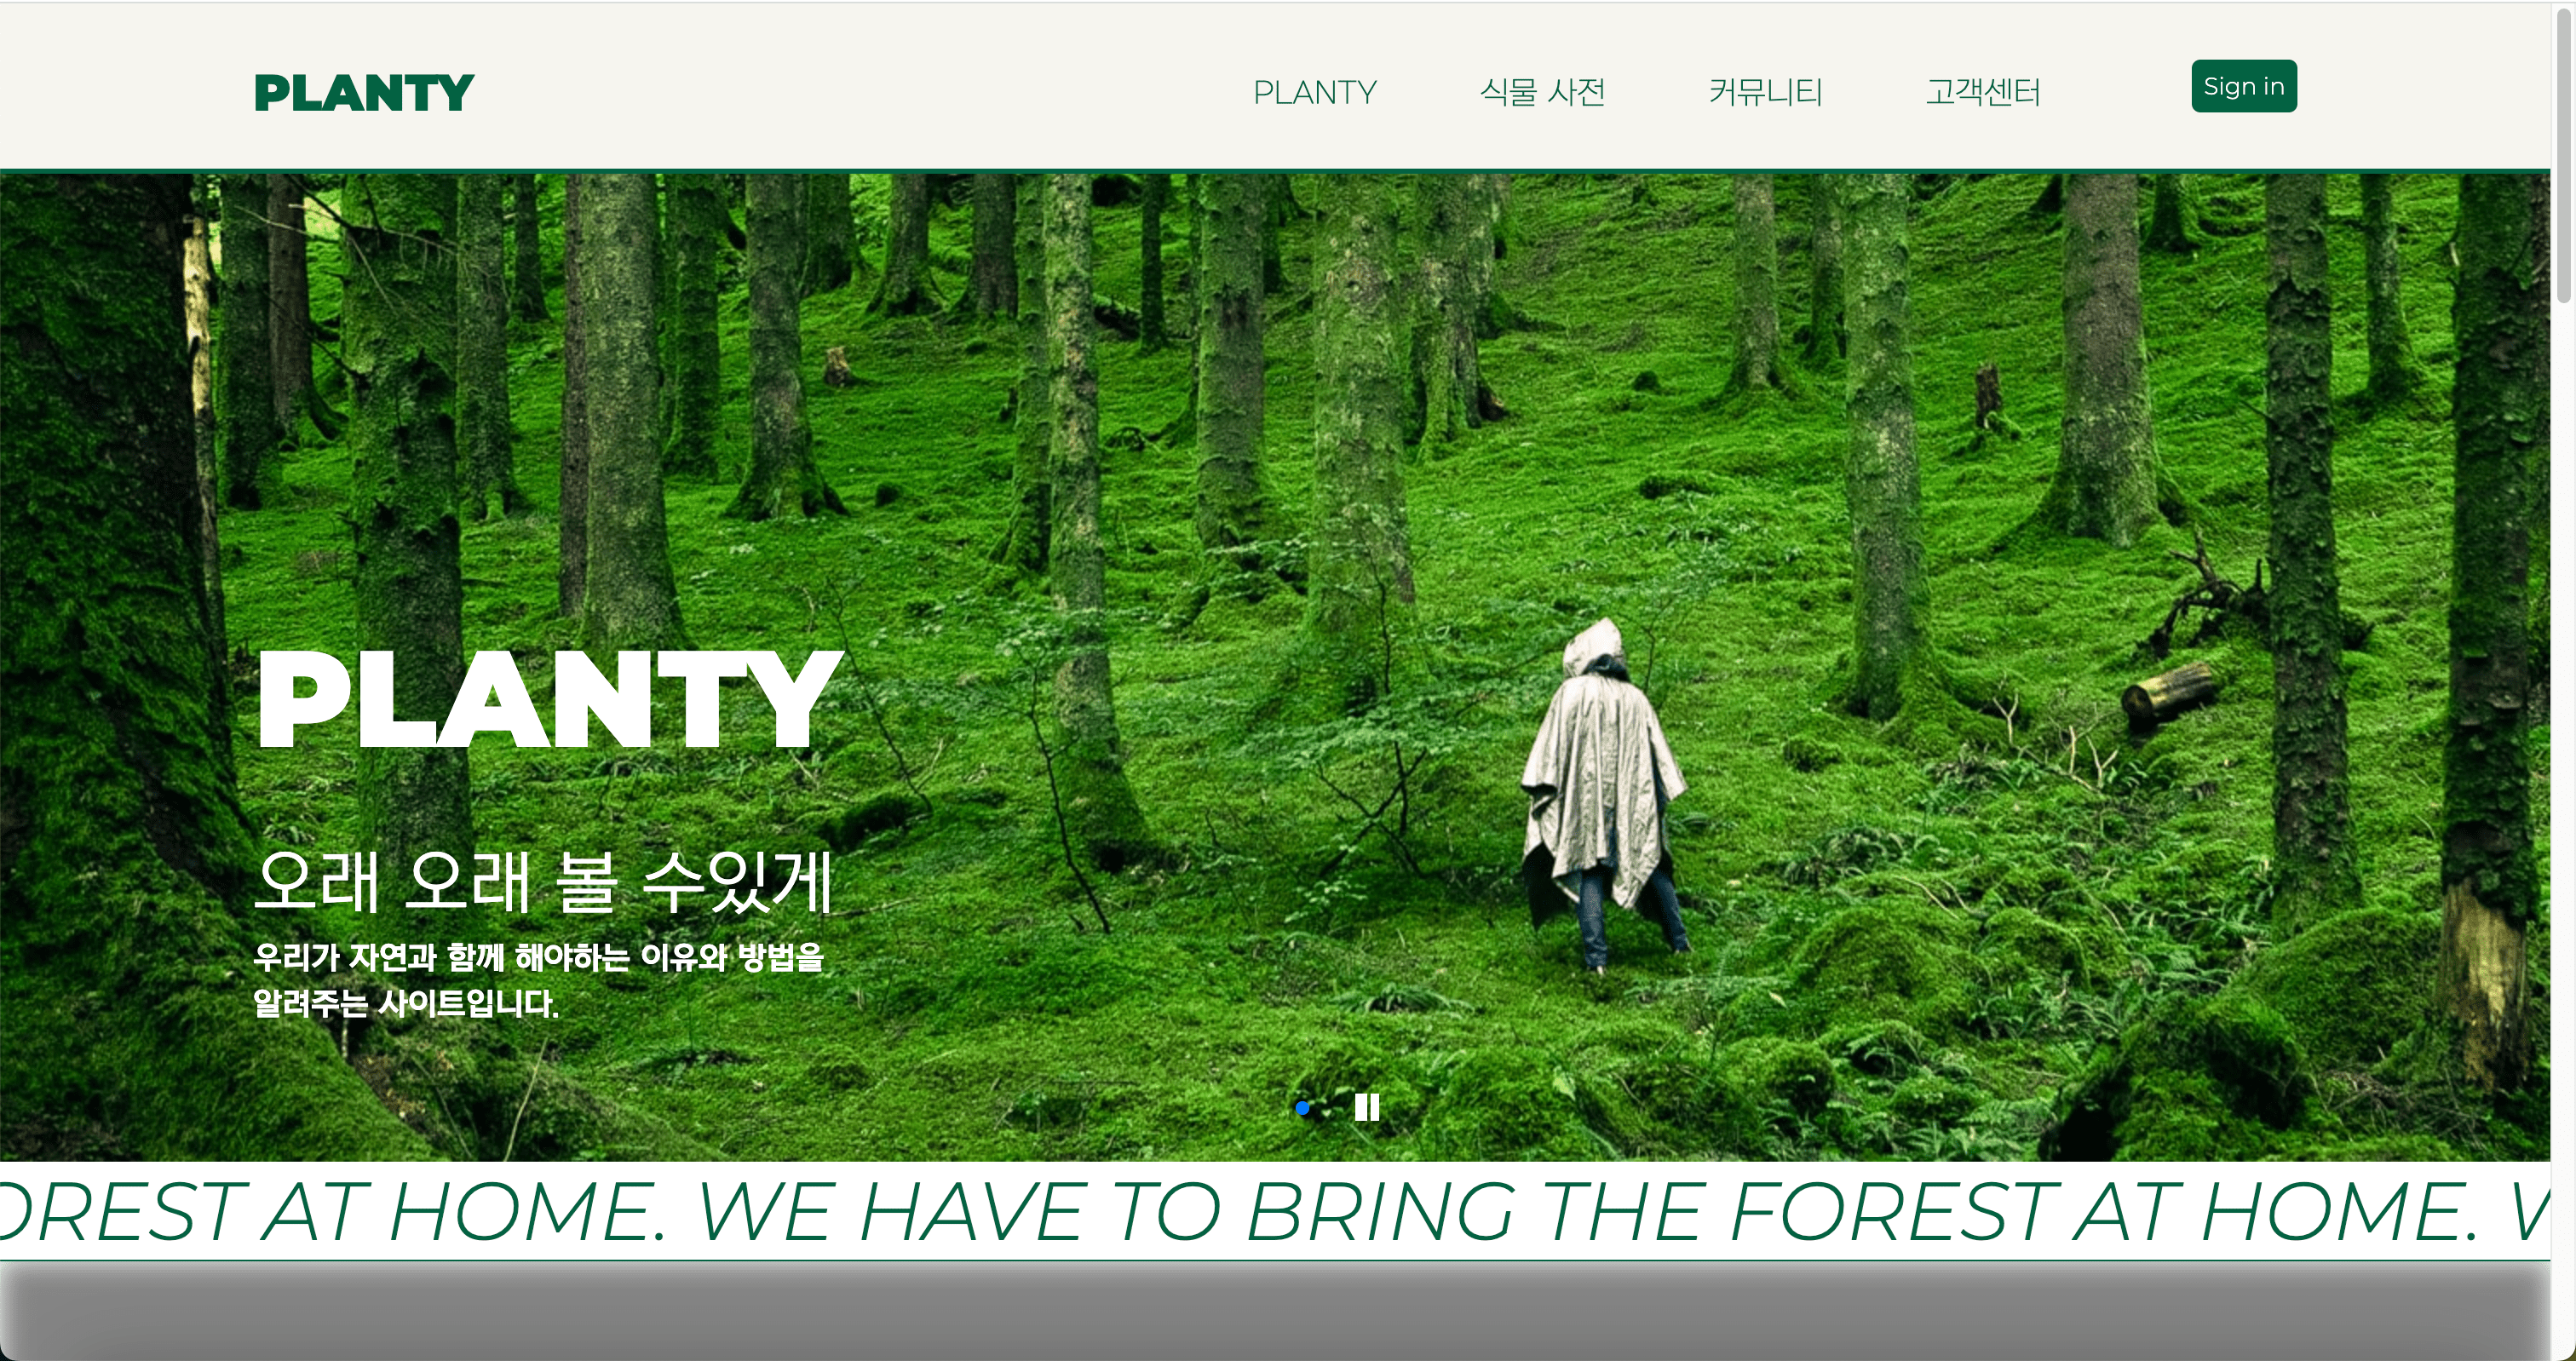 PLANTY
PLANTY 식물 사전 커뮤니티 고객센터 Sign in
PLANTY
오래 오래 볼 수있게
우리가 자연과 함께 해야하는 이유와 방법을
알려주는 사이트입니다.
OREST AT HOME. WE HAVE TO BRING THE FOREST AT HOME. W